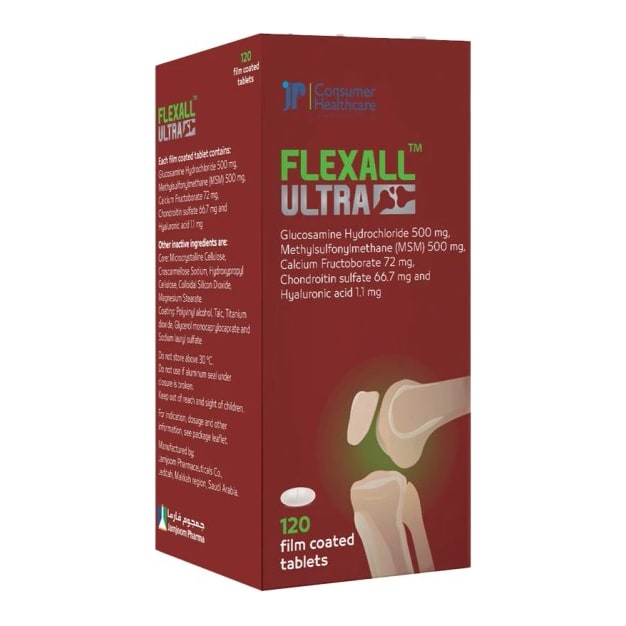 120
film coated
tablets
FLEXALL™
ULTRA
Each film coated tablet contains:
Glucosamine Hydrochloride 500 mg,
Methylsulfonylmethane (MSM) 500 mg,
Calcium Fructoborate 72 mg,
Chondroitin sulfate 66.7 mg and
Hyaluronic acid 1.1 mg
Other inactive ingredients are:
Core: Microcrystalline Cellulose,
Croscarmellose Sodium, Hydroxypropyl
Cellulose, Colloidal Silicon Dioxide,
Magnesium Stearate
Coating: Polyvinyl alcohol, Talc, Titanium
dioxide, Glycerol monocaprylocaprate and
Sodium lauryl sulfate
Do not store above 30 °C.
Do not use if aluminum seal under
closure is broken.
Keep out of reach and sight of children.
For indication, dosage and other
information, see package leaflet.
Manufactured by:
Jamjoom Pharmaceuticals Co.,
Jeddah, Makkah region, Saudi Arabia.
جمجوم فارما
Jamjoom Pharma
JP
Consumer
Healthcare
FLEXALL™
ULTRA
Glucosamine Hydrochloride 500 mg,
Methylsulfonylmethane (MSM) 500 mg,
Calcium Fructoborate 72 mg,
Chondroitin sulfate 66.7 mg and
Hyaluronic acid 1.1 mg
120
film coated
tablets